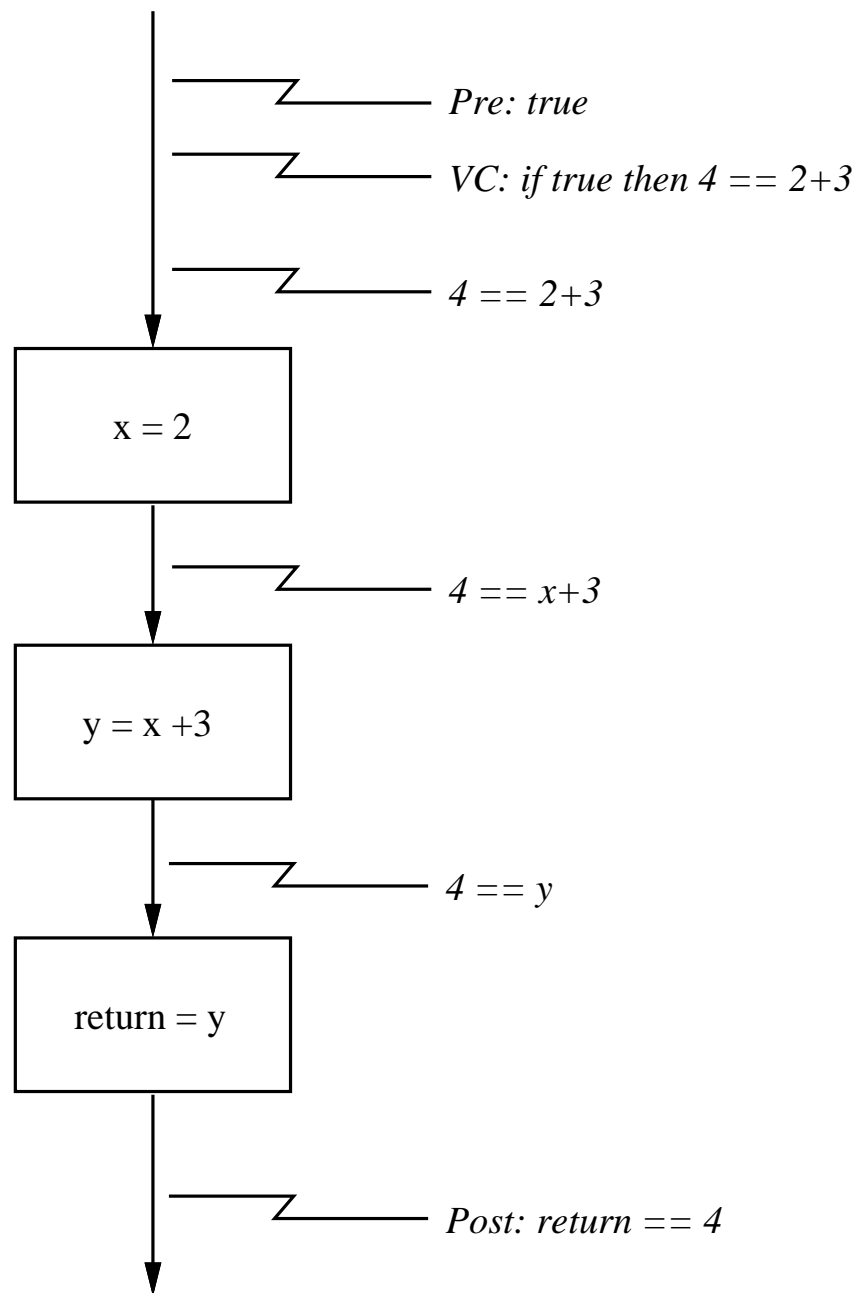 Pre: true
VC: if true then 4 == 2+3
4 == 2+3
x = 2
4 == x+3
y = x +3
4 == y
return = y
Post: return == 4